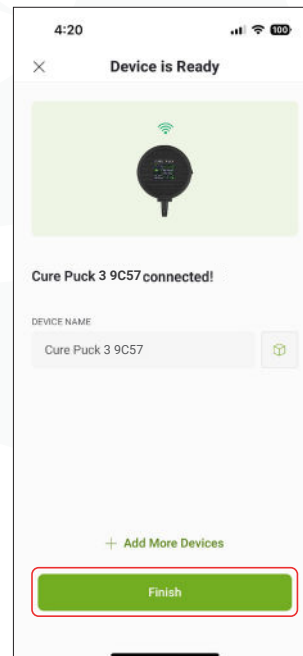 4:20
100
Device is Ready
Cure Puck 3 9C57 connected!
DEVICE NAME
Cure Puck 3 9C57
+ Add More Devices
Finish